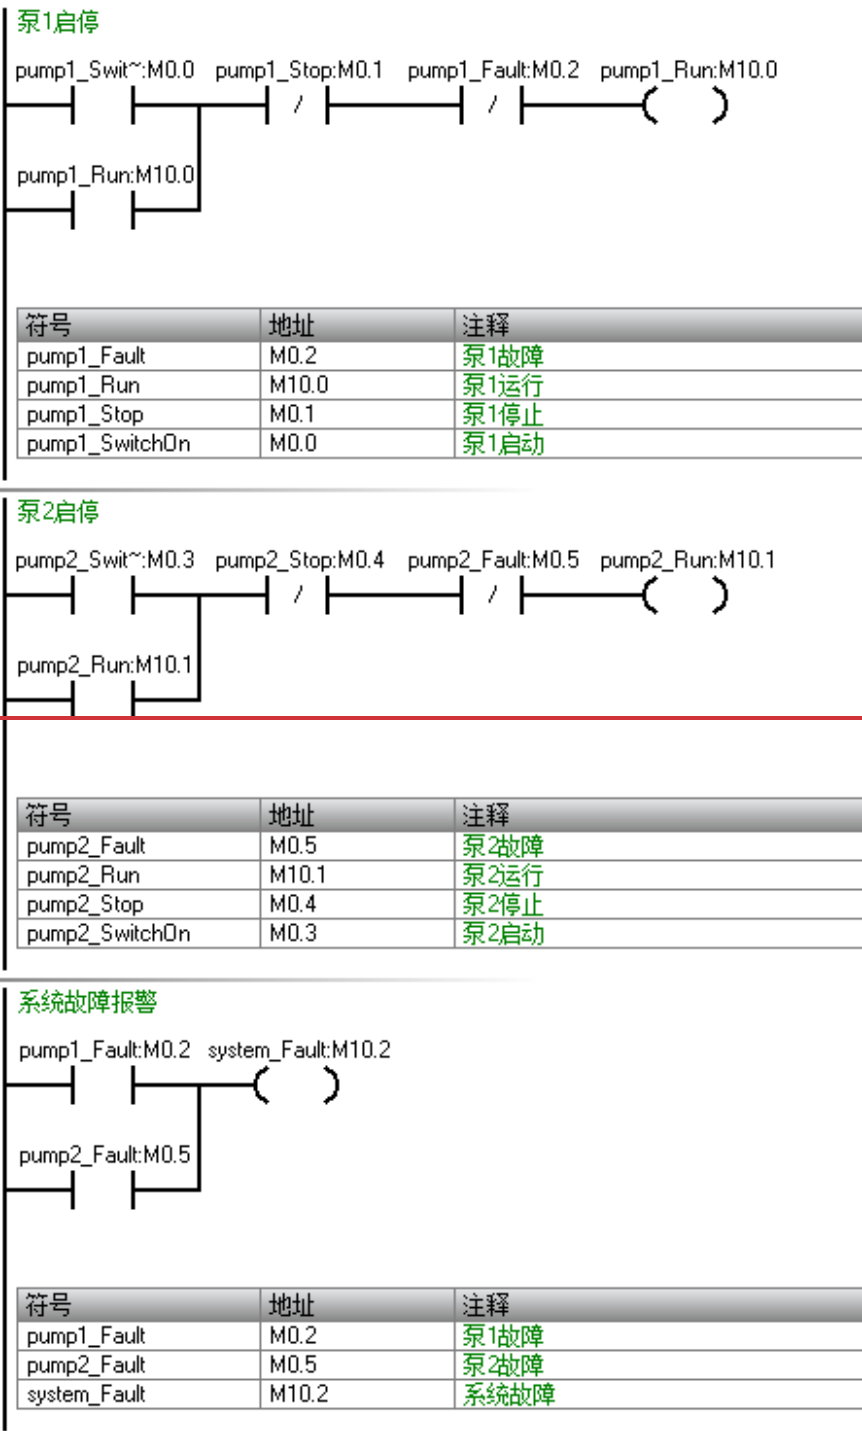 泵1启停
pump1_Swit~:M0.0 pump1_Stop:M0.1 pump1_Fault:M0.2 pump1_Run:M10.0
pump1_Run:M10.0
符号 地址 注释
pump1_Fault M0.2 泵1故障
pump1_Run M10.0 泵1运行
pump1_Stop M0.1 泵1停止
pump1_SwitchOn M0.0 泵1启动
泵2启停
pump2_Swit~:M0.3 pump2_Stop:M0.4 pump2_Fault:M0.5 pump2_Run:M10.1
pump2_Run:M10.1
符号 地址 注释
pump2_Fault M0.5 泵2故障
pump2_Run M10.1 泵2运行
pump2_Stop M0.4 泵2停止
pump2_SwitchOn M0.3 泵2启动
系统故障报警
pump1_Fault:M0.2 system_Fault:M10.2
pump2_Fault:M0.5
符号 地址 注释
pump1_Fault M0.2 泵1故障
pump2_Fault M0.5 泵2故障
system_Fault M10.2 系统故障